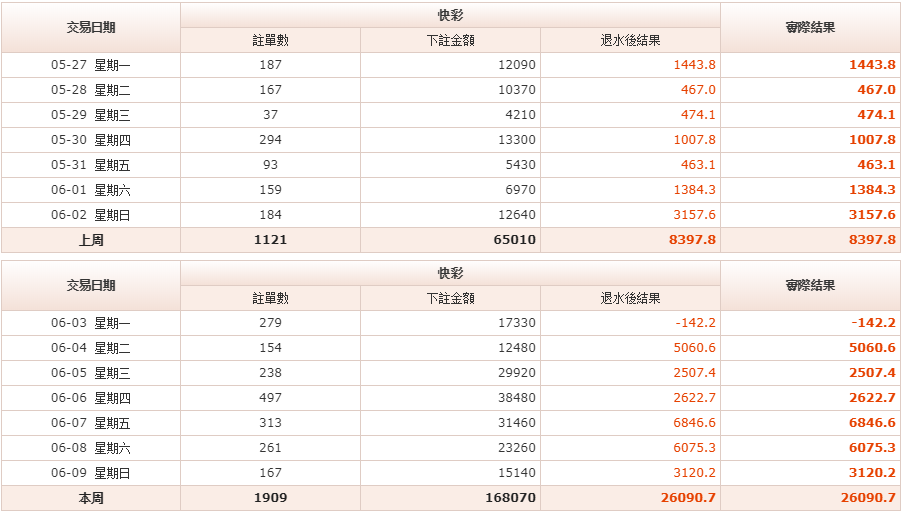 交易日期 快彩 審際結果
註單數 下註金額 退水後結果
05-27 星期一 187 12090 1443.8 1443.8
05-28 星期二 167 10370 467.0 467.0
05-29 星期三 37 4210 474.1 474.1
05-30 星期四 294 13300 1007.8 1007.8
05-31 星期五 93 5430 463.1 463.1
06-01 星期六 159 6970 1384.3 1384.3
06-02 星期日 184 12640 3157.6 3157.6
上周 1121 65010 8397.8 8397.8
交易日期 快彩 審際結果
註單數 下註金額 退水後結果
06-03 星期一 279 17330 -142.2 -142.2
06-04 星期二 154 12480 5060.6 5060.6
06-05 星期三 238 29920 2507.4 2507.4
06-06 星期四 497 38480 2622.7 2622.7
06-07 星期五 313 31460 6846.6 6846.6
06-08 星期六 261 23260 6075.3 6075.3
06-09 星期日 167 15140 3120.2 3120.2
本周 1909 168070 26090.7 26090.7